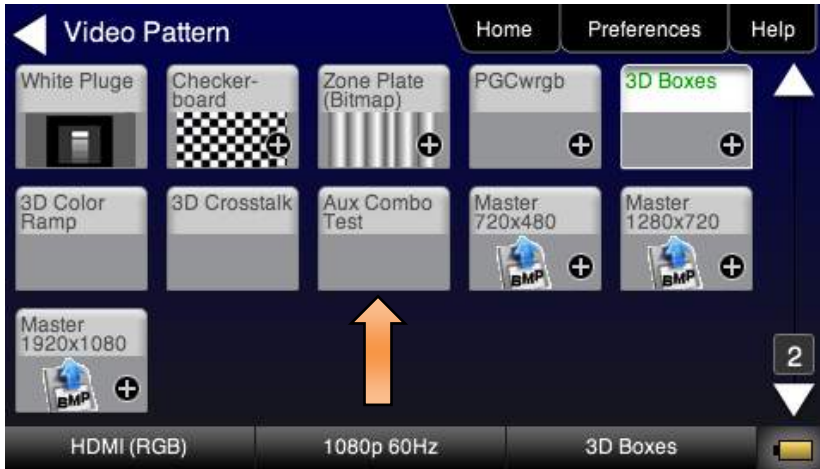 Video Pattern
Home
Preferences
Help
White Pluge
Checker-
board
Zone Plate
(Bitmap)
PGCwrgb
3D Boxes
3D Color
Ramp
3D Crosstalk
Aux Combo
Test
Master
720x480
BMP
Master
1280x720
BMP
Master
1920x1080
BMP
2
HDMI (RGB)
1080p 60Hz
3D Boxes